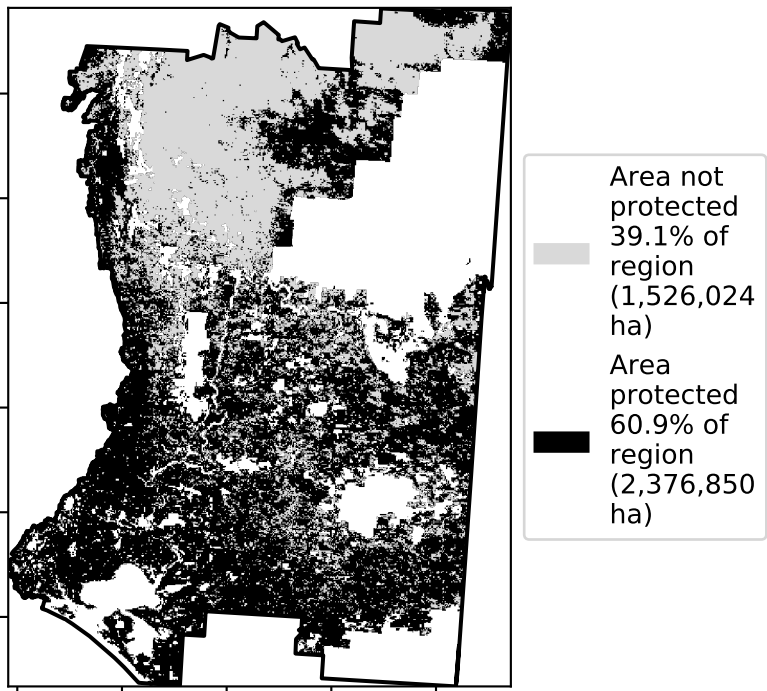 Area not
protected
39.1% of
region
(1,526,024
ha)
Area
protected
60.9% of
region
(2,376,850
ha)